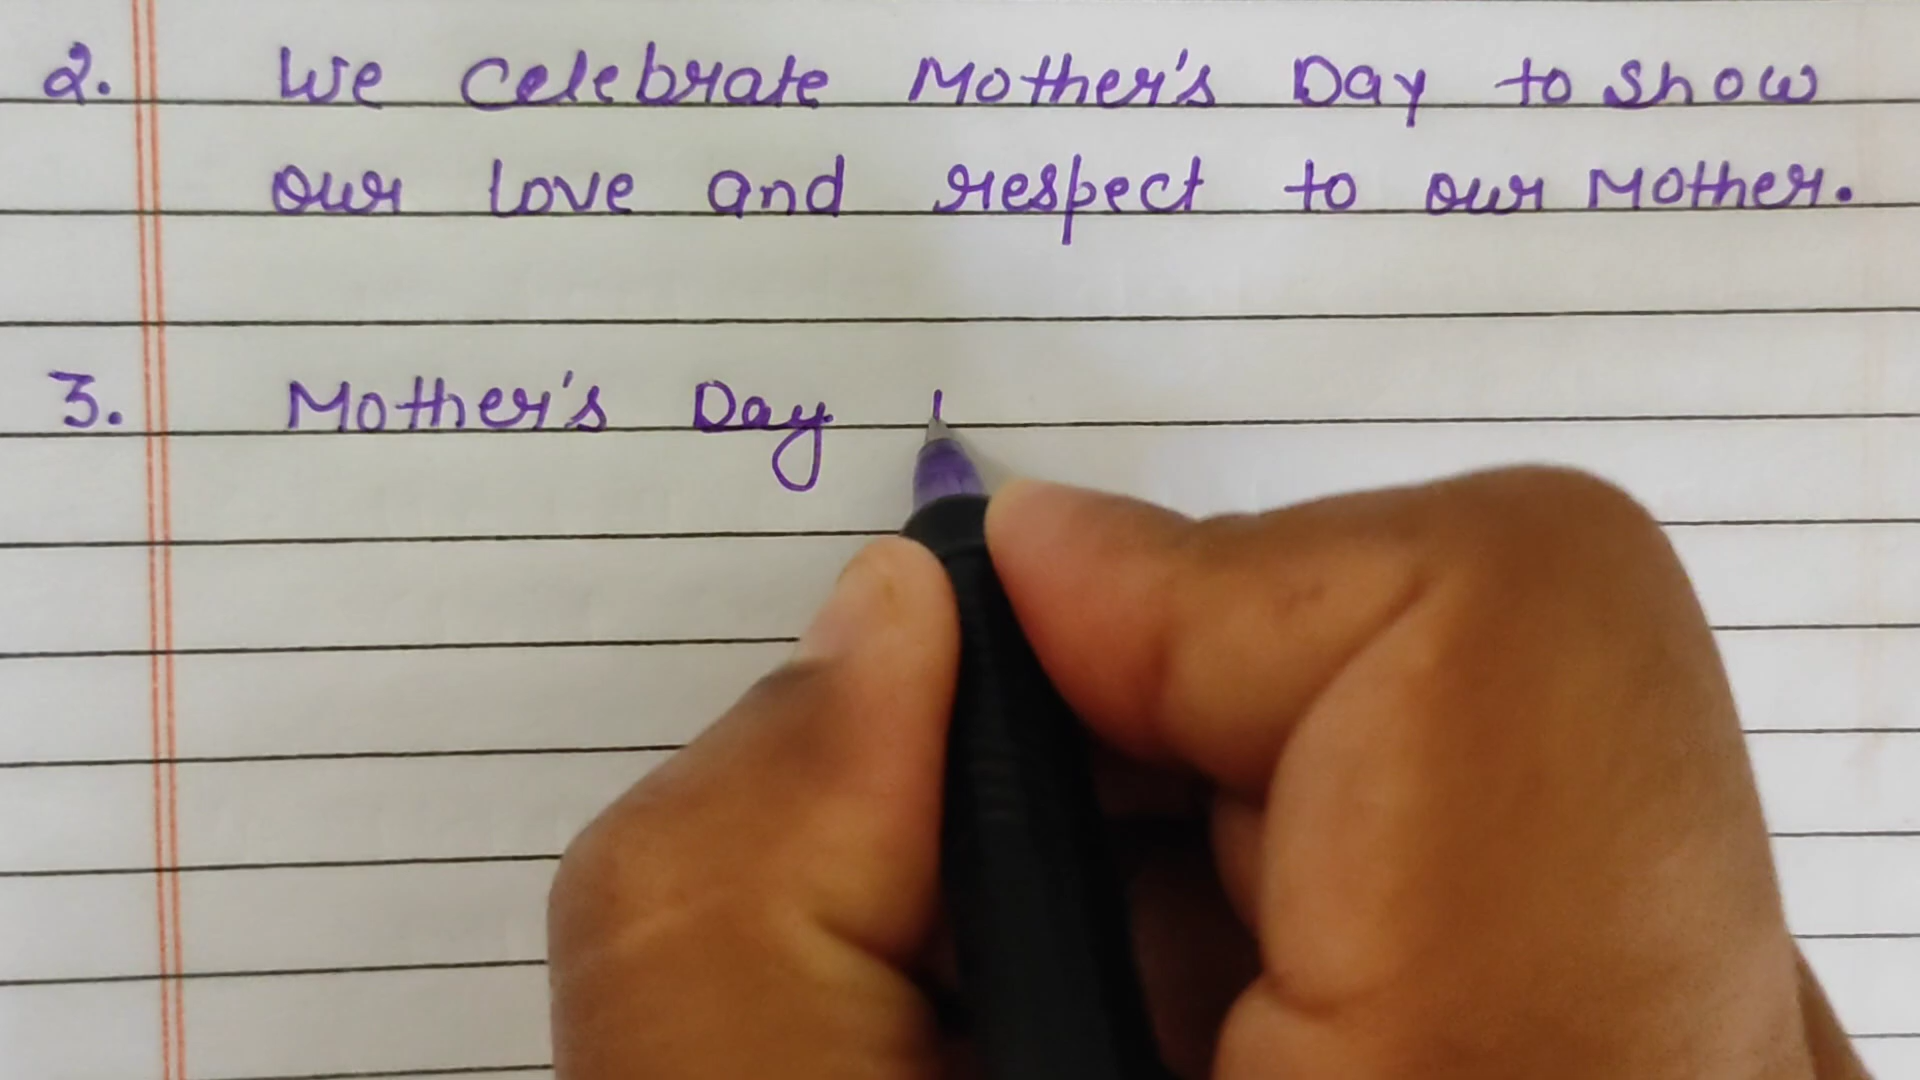 2. We celebrate Mother's Day to show
our love and respect to our Mother.
3. Mother's Day